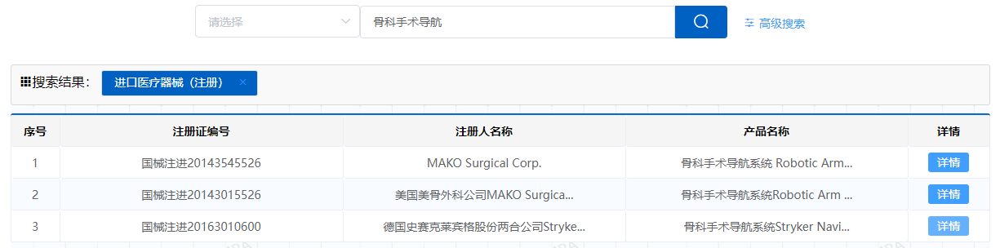 请选择 骨科手术导航 高级搜索
搜索结果： 进口医疗器械（注册） ×
序号 注册证编号 注册人名称 产品名称 详情
1 国械注进20143545526 MAKO Surgical Corp. 骨科手术导航系统 Robotic Arm... 详情
2 国械注进20143015526 美国美骨外科公司MAKO Surgica... 骨科手术导航系统Robotic Arm ... 详情
3 国械注进20163010600 德国史赛克莱宾格股份两合公司Stryke... 骨科手术导航系统Stryker Navi... 详情